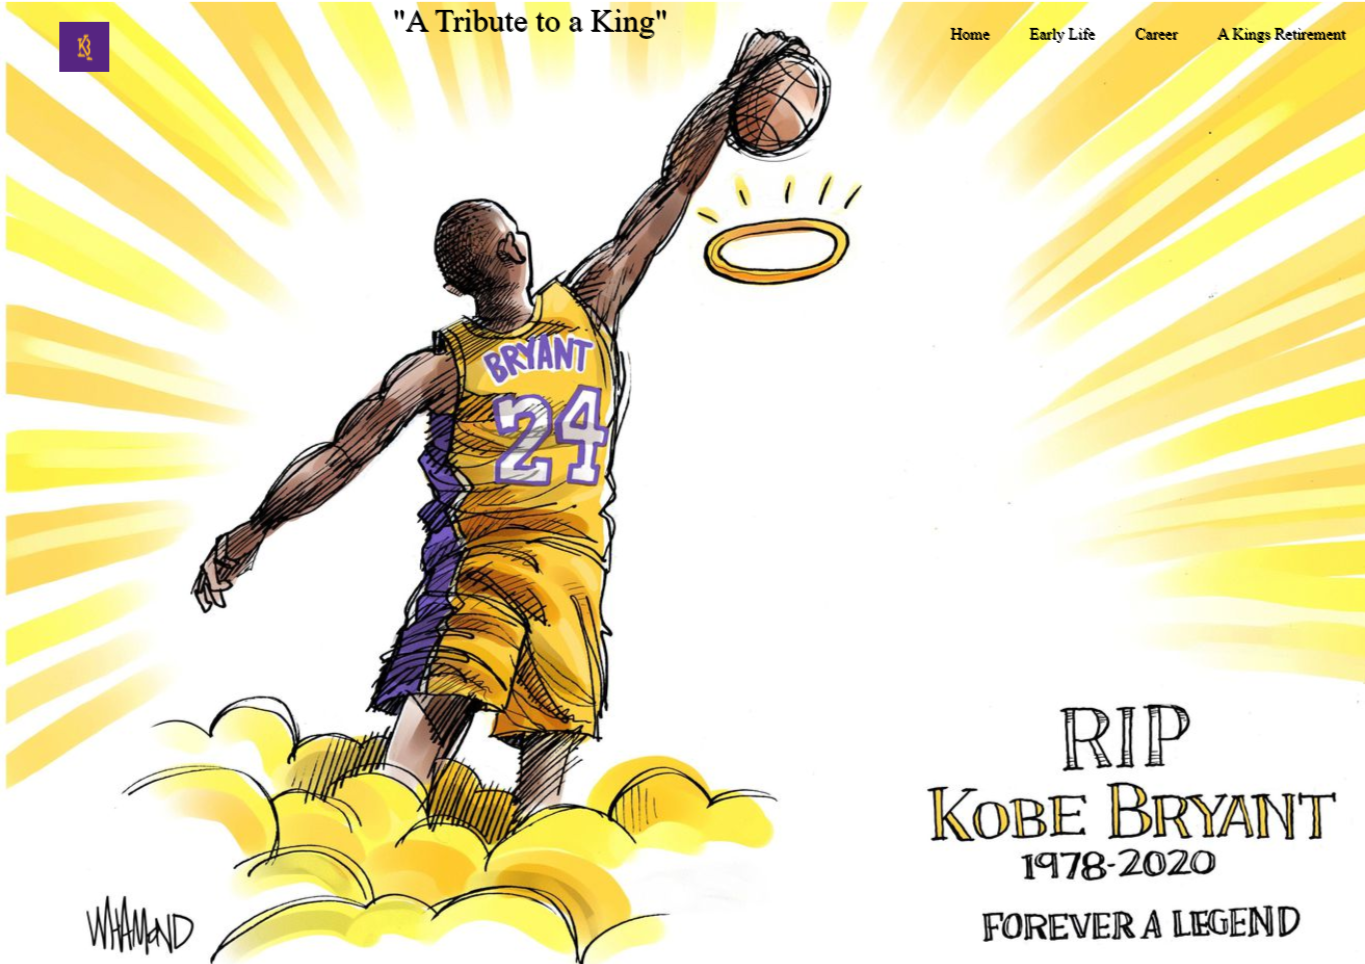 "A Tribute to a King"
Home Early Life Career A Kings Retirement
KB
BRYANT
24
RIP
KOBE BRYANT
1978-2020
FOREVER A LEGEND
WHAMOND